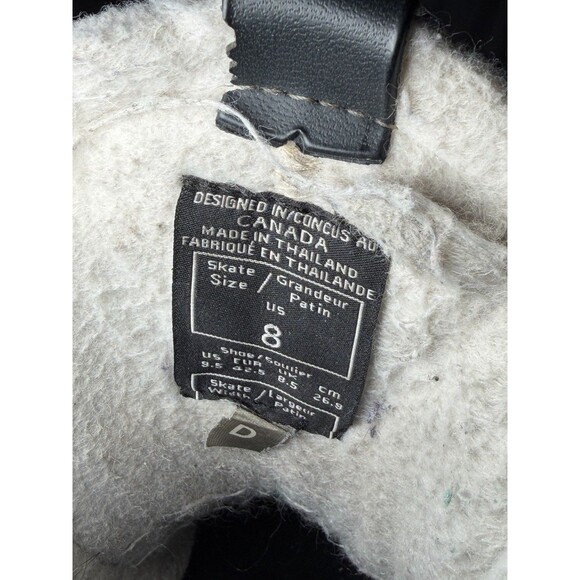 DESIGNED IN/CONCUS AU
CANADA
MADE IN THAILAND
FABRIQUÉ EN THAILANDE
Skate / Grandeur
Size / Patin
US
8
Shoe/Soulier
US EUR UK cm
9.5 42.5 8.5 26.8
Skate / Largeur
Width / Patin
D